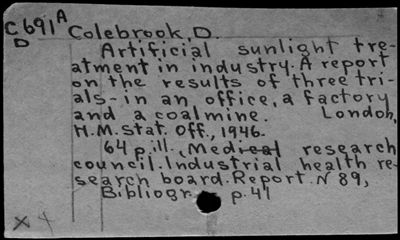 C691A Colebrook, D.
D
Artificial sunlight tre-
atment in industry. A report
on the results of three tri-
als-in an office, a factory
and a coalmine. London,
H.M. Stat. Off., 1946.
64 p. ill. (Medical research
council. Industrial health re-
search board. Report. N 89,
Bibliogr. p. 41
x 4